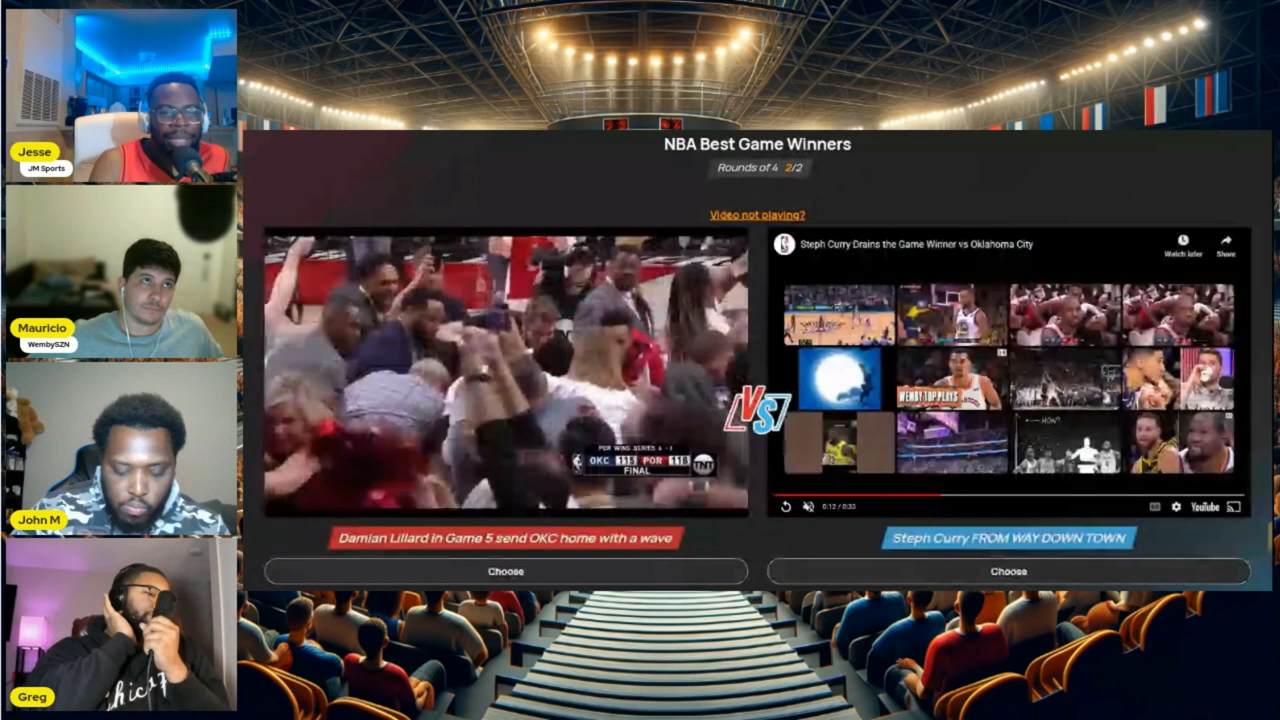 Jesse
JM Sports
Mauricio
WembySZN
John M
Greg
NBA Best Game Winners
Rounds of 4 2/2
Video not playing?
POR WINS SERIES 4 - 1
OKC 115 POR 118
FINAL
TNT
VS
Steph Curry Drains the Game Winner vs Oklahoma City
Watch later
Share
WEMBY TOP PLAYS
HOW?
0:12 / 0:33
YouTube
Damian Lillard in Game 5 send OKC home with a wave
Steph Curry FROM WAY DOWN TOWN
Choose
Choose